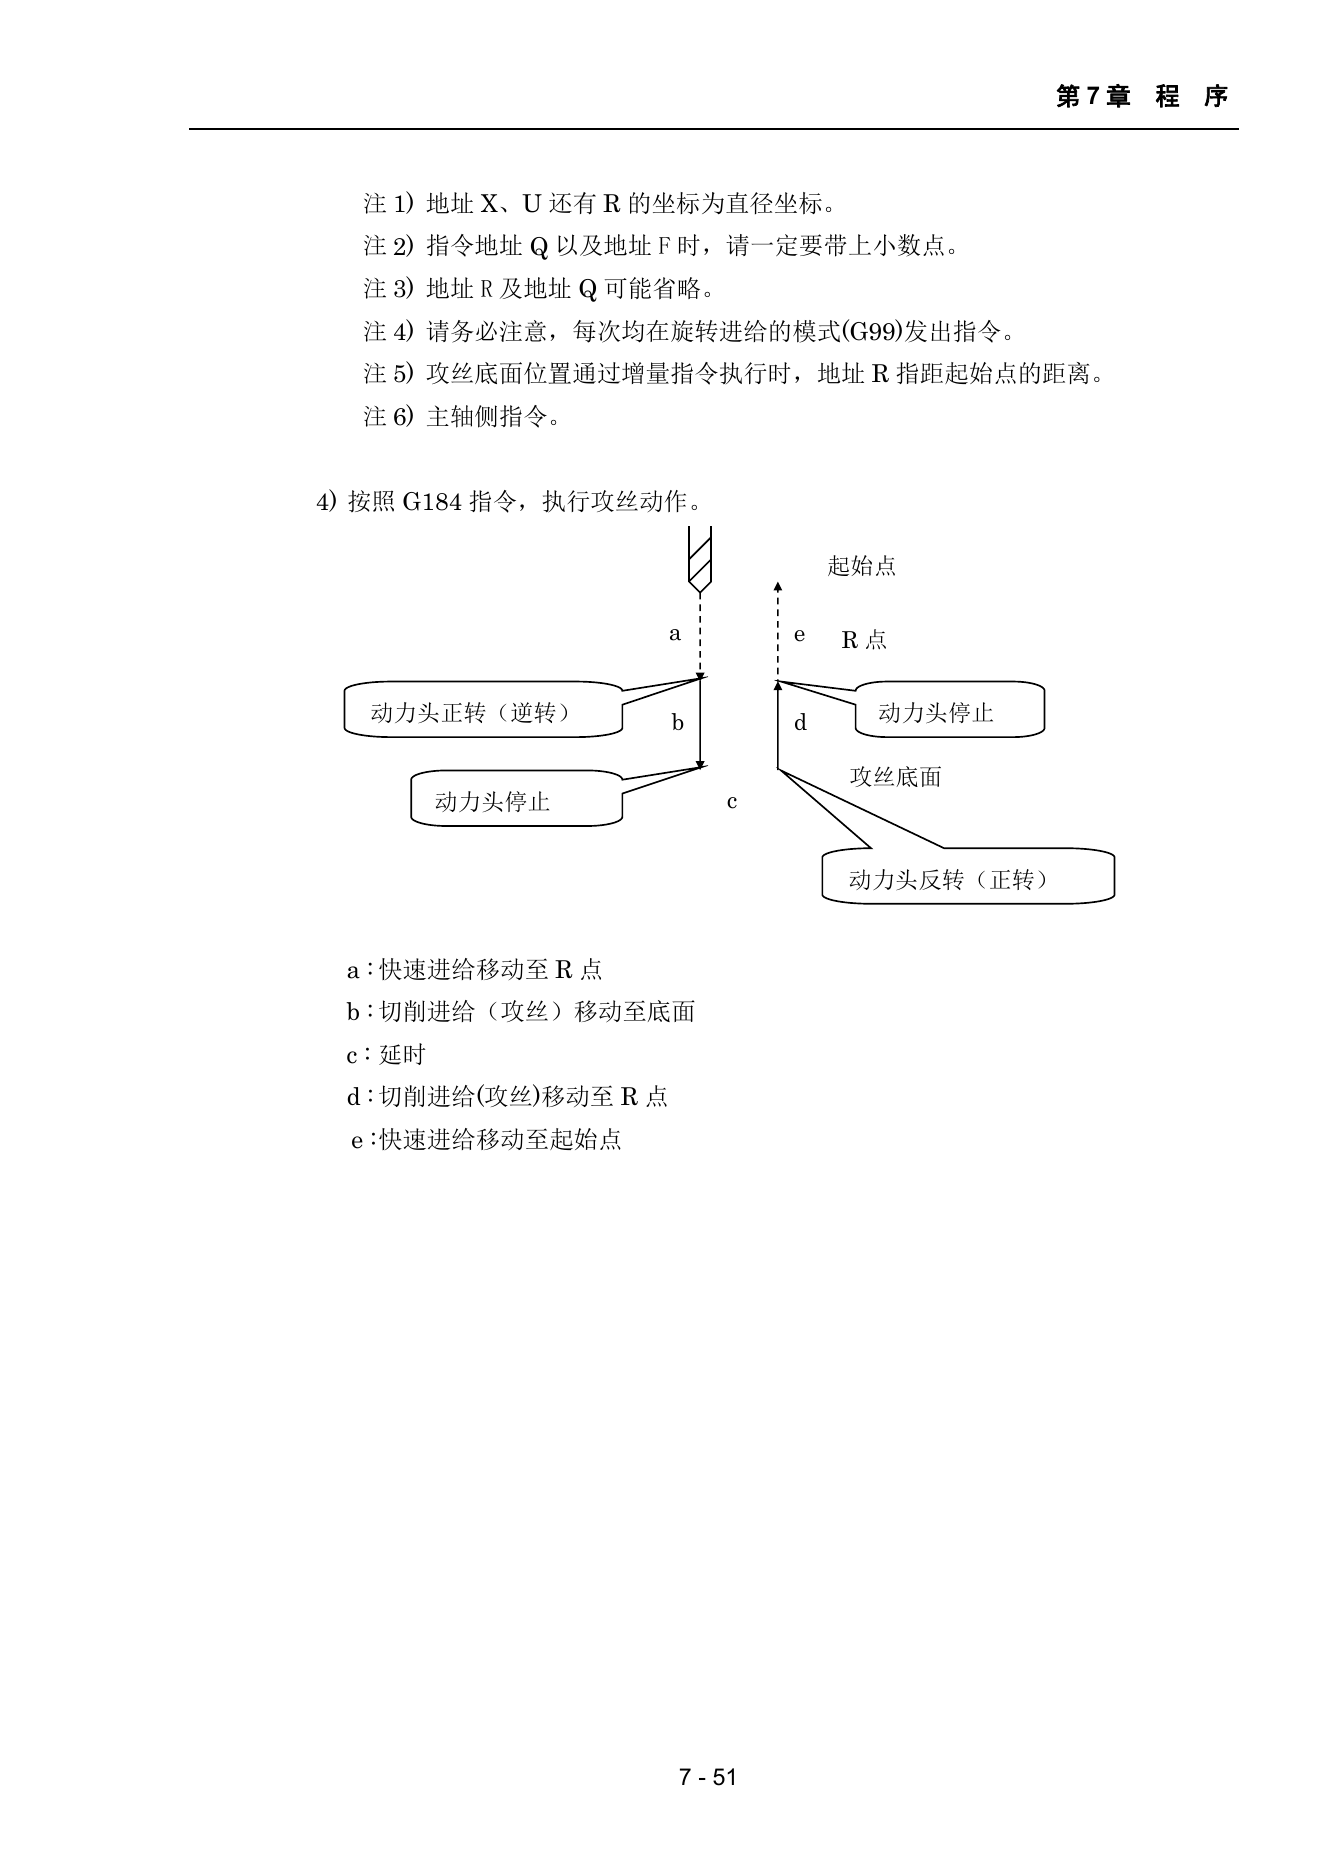 第 7 章　程　序
注 1) 地址 X、U 还有 R 的坐标为直径坐标。
注 2) 指令地址 Q 以及地址 F 时，请一定要带上小数点。
注 3) 地址 R 及地址 Q 可能省略。
注 4) 请务必注意，每次均在旋转进给的模式(G99)发出指令。
注 5) 攻丝底面位置通过增量指令执行时，地址 R 指距起始点的距离。
注 6) 主轴侧指令。
4) 按照 G184 指令，执行攻丝动作。
起始点
a
e
R 点
动力头正转（逆转）
b
d
动力头停止
动力头停止
c
攻丝底面
动力头反转（正转）
a：快速进给移动至 R 点
b：切削进给（攻丝）移动至底面
c：延时
d：切削进给(攻丝)移动至 R 点
e：快速进给移动至起始点
7 - 51